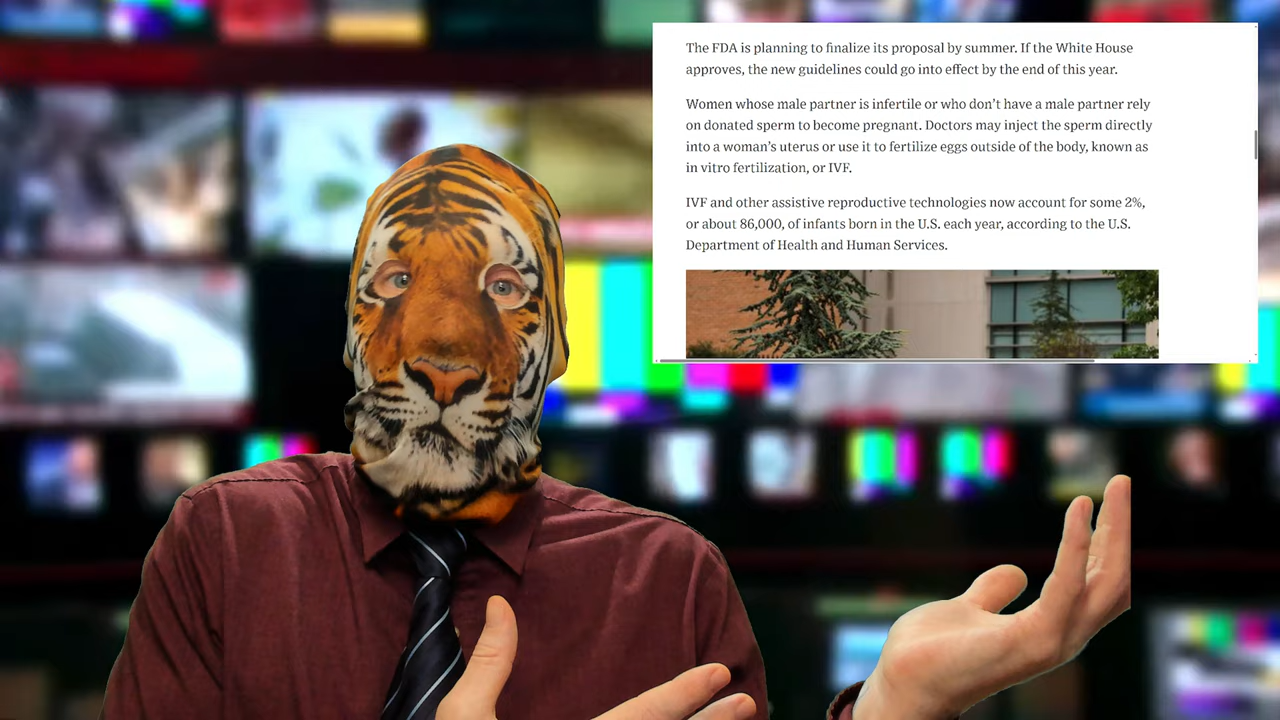 The FDA is planning to finalize its proposal by summer. If the White House
approves, the new guidelines could go into effect by the end of this year.
Women whose male partner is infertile or who don’t have a male partner rely
on donated sperm to become pregnant. Doctors may inject the sperm directly
into a woman’s uterus or use it to fertilize eggs outside of the body, known as
in vitro fertilization, or IVF.
IVF and other assistive reproductive technologies now account for some 2%,
or about 86,000, of infants born in the U.S. each year, according to the U.S.
Department of Health and Human Services.